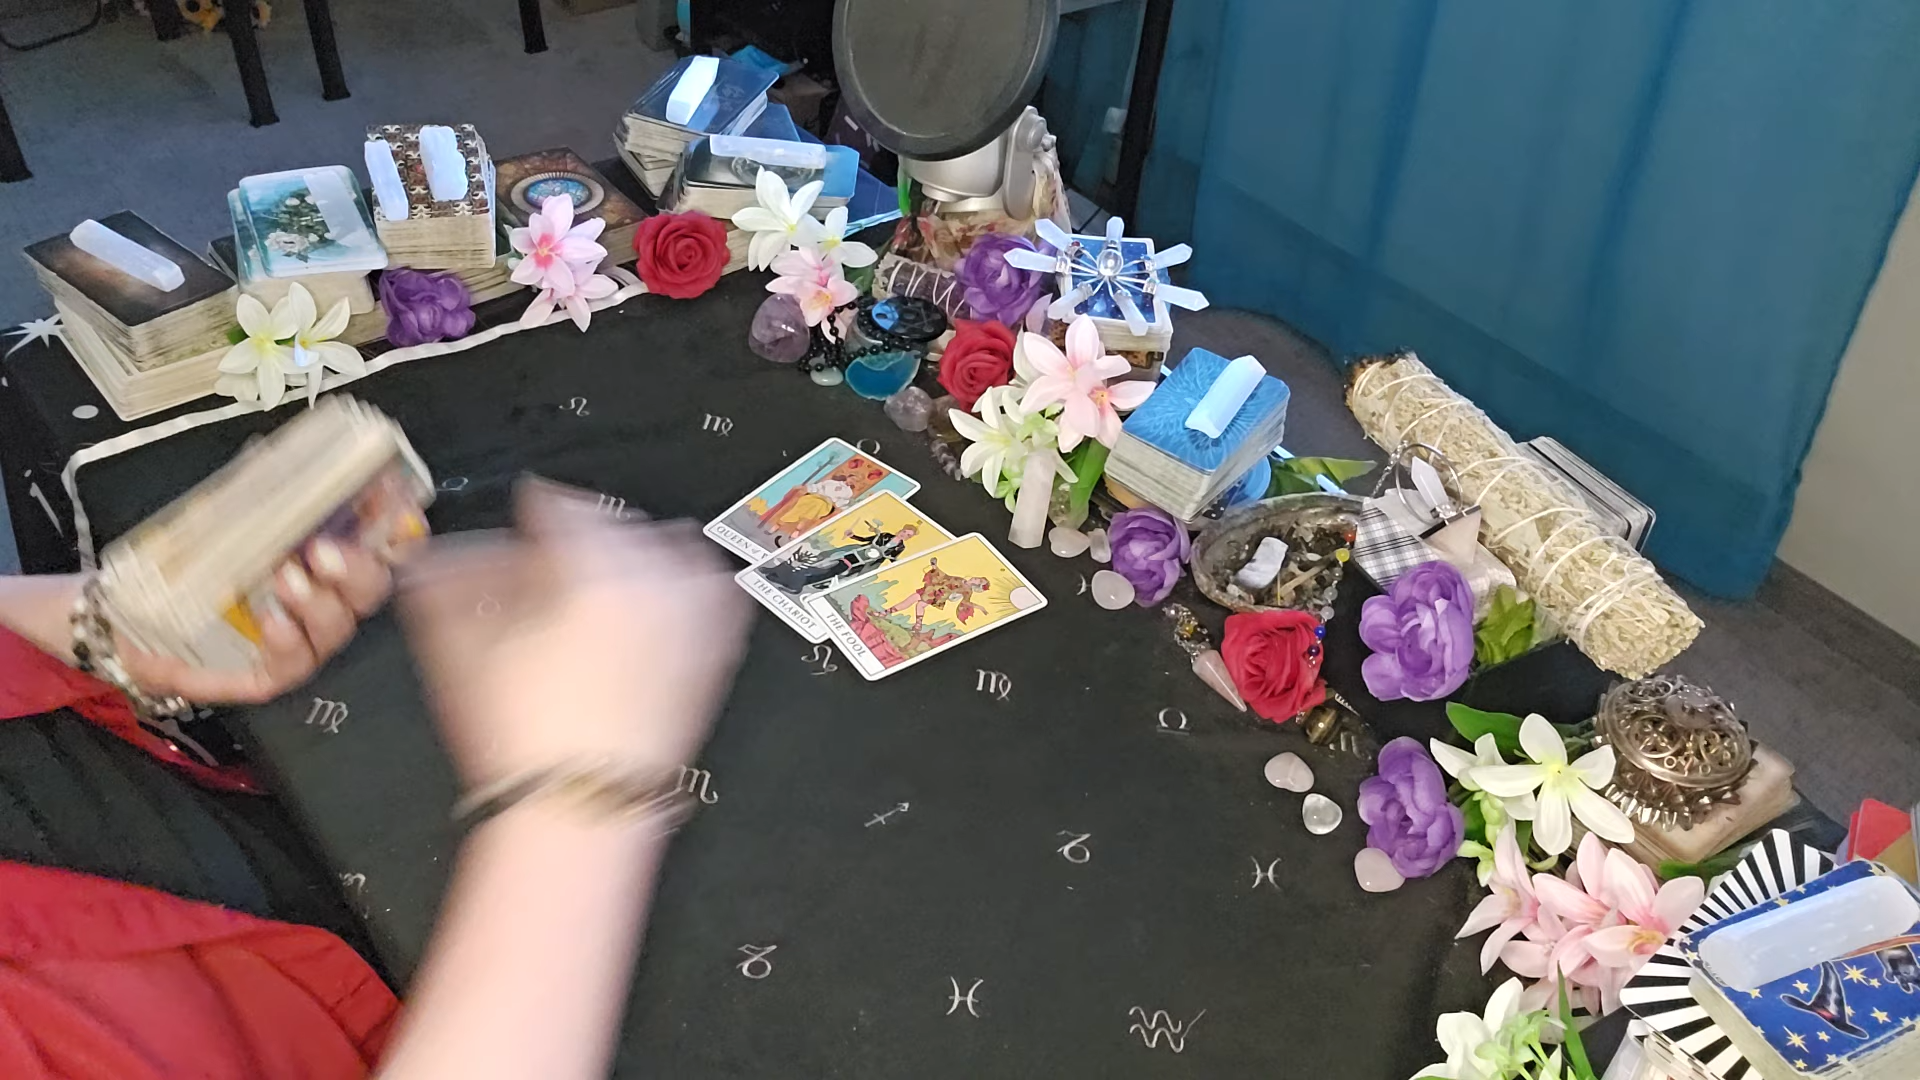 QUEEN of
THE CHARIOT
THE FOOL